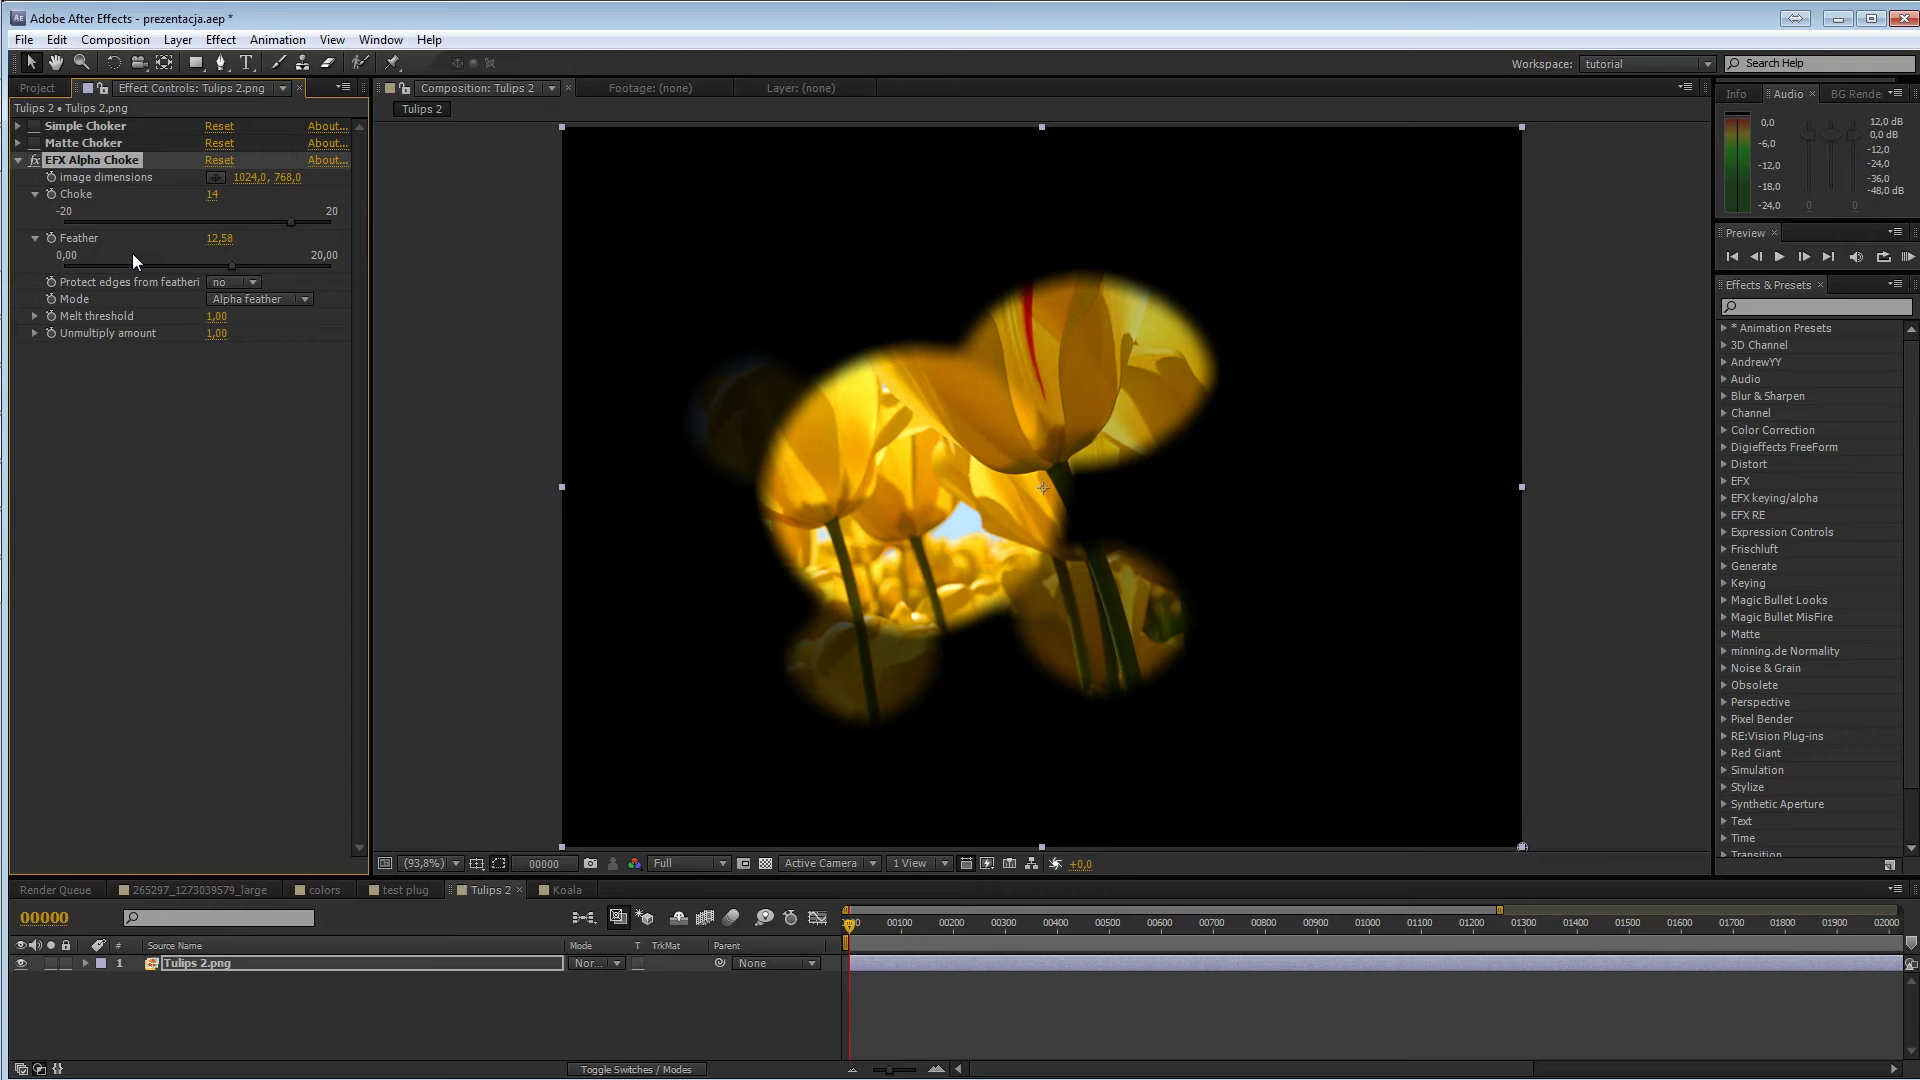 Adobe After Effects - prezentacja.aep *
File Edit Composition Layer Effect Animation View Window Help
Workspace: tutorial Search Help
Project Effect Controls: Tulips 2.png
Tulips 2 • Tulips 2.png
Simple Choker Reset About...
Matte Choker Reset About...
fx EFX Alpha Choke Reset About...
image dimensions 1024,0, 768,0
Choke 14
-20 20
Feather 12,58
0,00 20,00
Protect edges from featheri no
Mode Alpha feather
Melt threshold 1,00
Unmultiply amount 1,00
Composition: Tulips 2 Footage: (none) Layer: (none)
Tulips 2
(93,8%) 00000 Full Active Camera 1 View +0,0
Info Audio BG Rende
0,0
-6,0
-12,0
-18,0
-24,0
12,0 dB
0,0 dB
-12,0
-24,0
-36,0
-48,0 dB
0 0
Preview
Effects & Presets
* Animation Presets
3D Channel
AndrewYY
Audio
Blur & Sharpen
Channel
Color Correction
Digieffects FreeForm
Distort
EFX
EFX keying/alpha
EFX RE
Expression Controls
Frischluft
Generate
Keying
Magic Bullet Looks
Magic Bullet MisFire
Matte
minning.de Normality
Noise & Grain
Obsolete
Perspective
Pixel Bender
RE:Vision Plug-ins
Red Giant
Simulation
Stylize
Synthetic Aperture
Text
Time
Transition
Render Queue 265297_1273039579_large colors test plug Tulips 2 Koala
00000
00100 00200 00300 00400 00500 00600 00700 00800 00900 01000 01100 01200 01300 01400 01500 01600 01700 01800 01900 02000
# Source Name Mode T TrkMat Parent
1 Tulips 2.png Nor... None
Toggle Switches / Modes